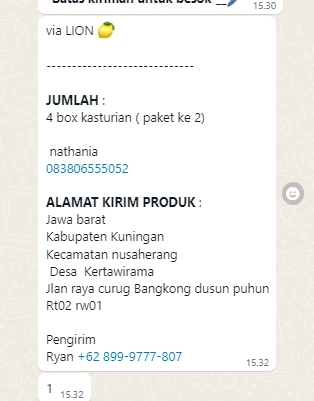 Batas kiriman untuk besok __
15.30
via LION 🍋
-----------------------------
JUMLAH :
4 box kasturian ( paket ke 2)
nathania
083806555052
ALAMAT KIRIM PRODUK :
Jawa barat
Kabupaten Kuningan
Kecamatan nusaherang
Desa Kertawirama
Jlan raya curug Bangkong dusun puhun
Rt02 rw01
Pengirim
Ryan +62 899-9777-807
15.32
1
15.32